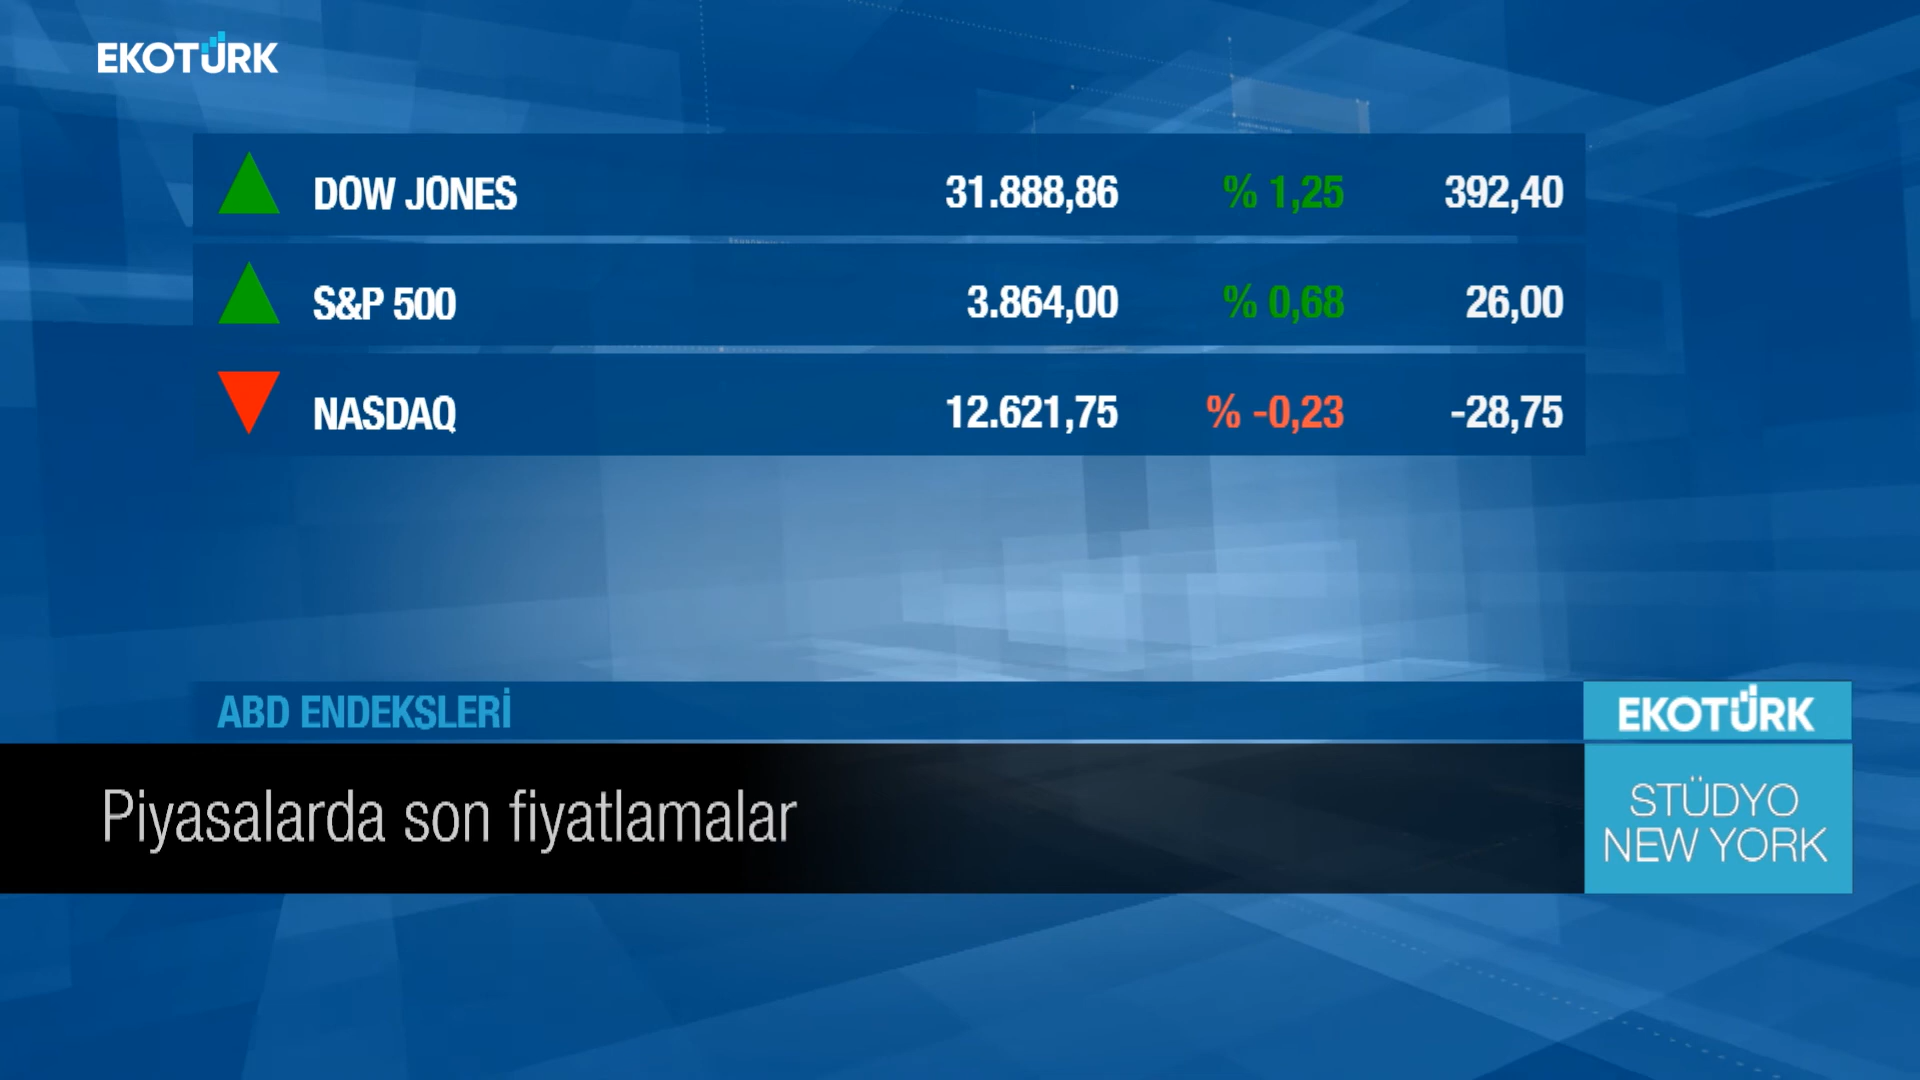 EKOTÜRK
DOW JONES 31.888,86 % 1,25 392,40
S&P 500 3.864,00 % 0,68 26,00
NASDAQ 12.621,75 % -0,23 -28,75
ABD ENDEKSLERİ
EKOTÜRK
Piyasalarda son fiyatlamalar
STÜDYO
NEW YORK